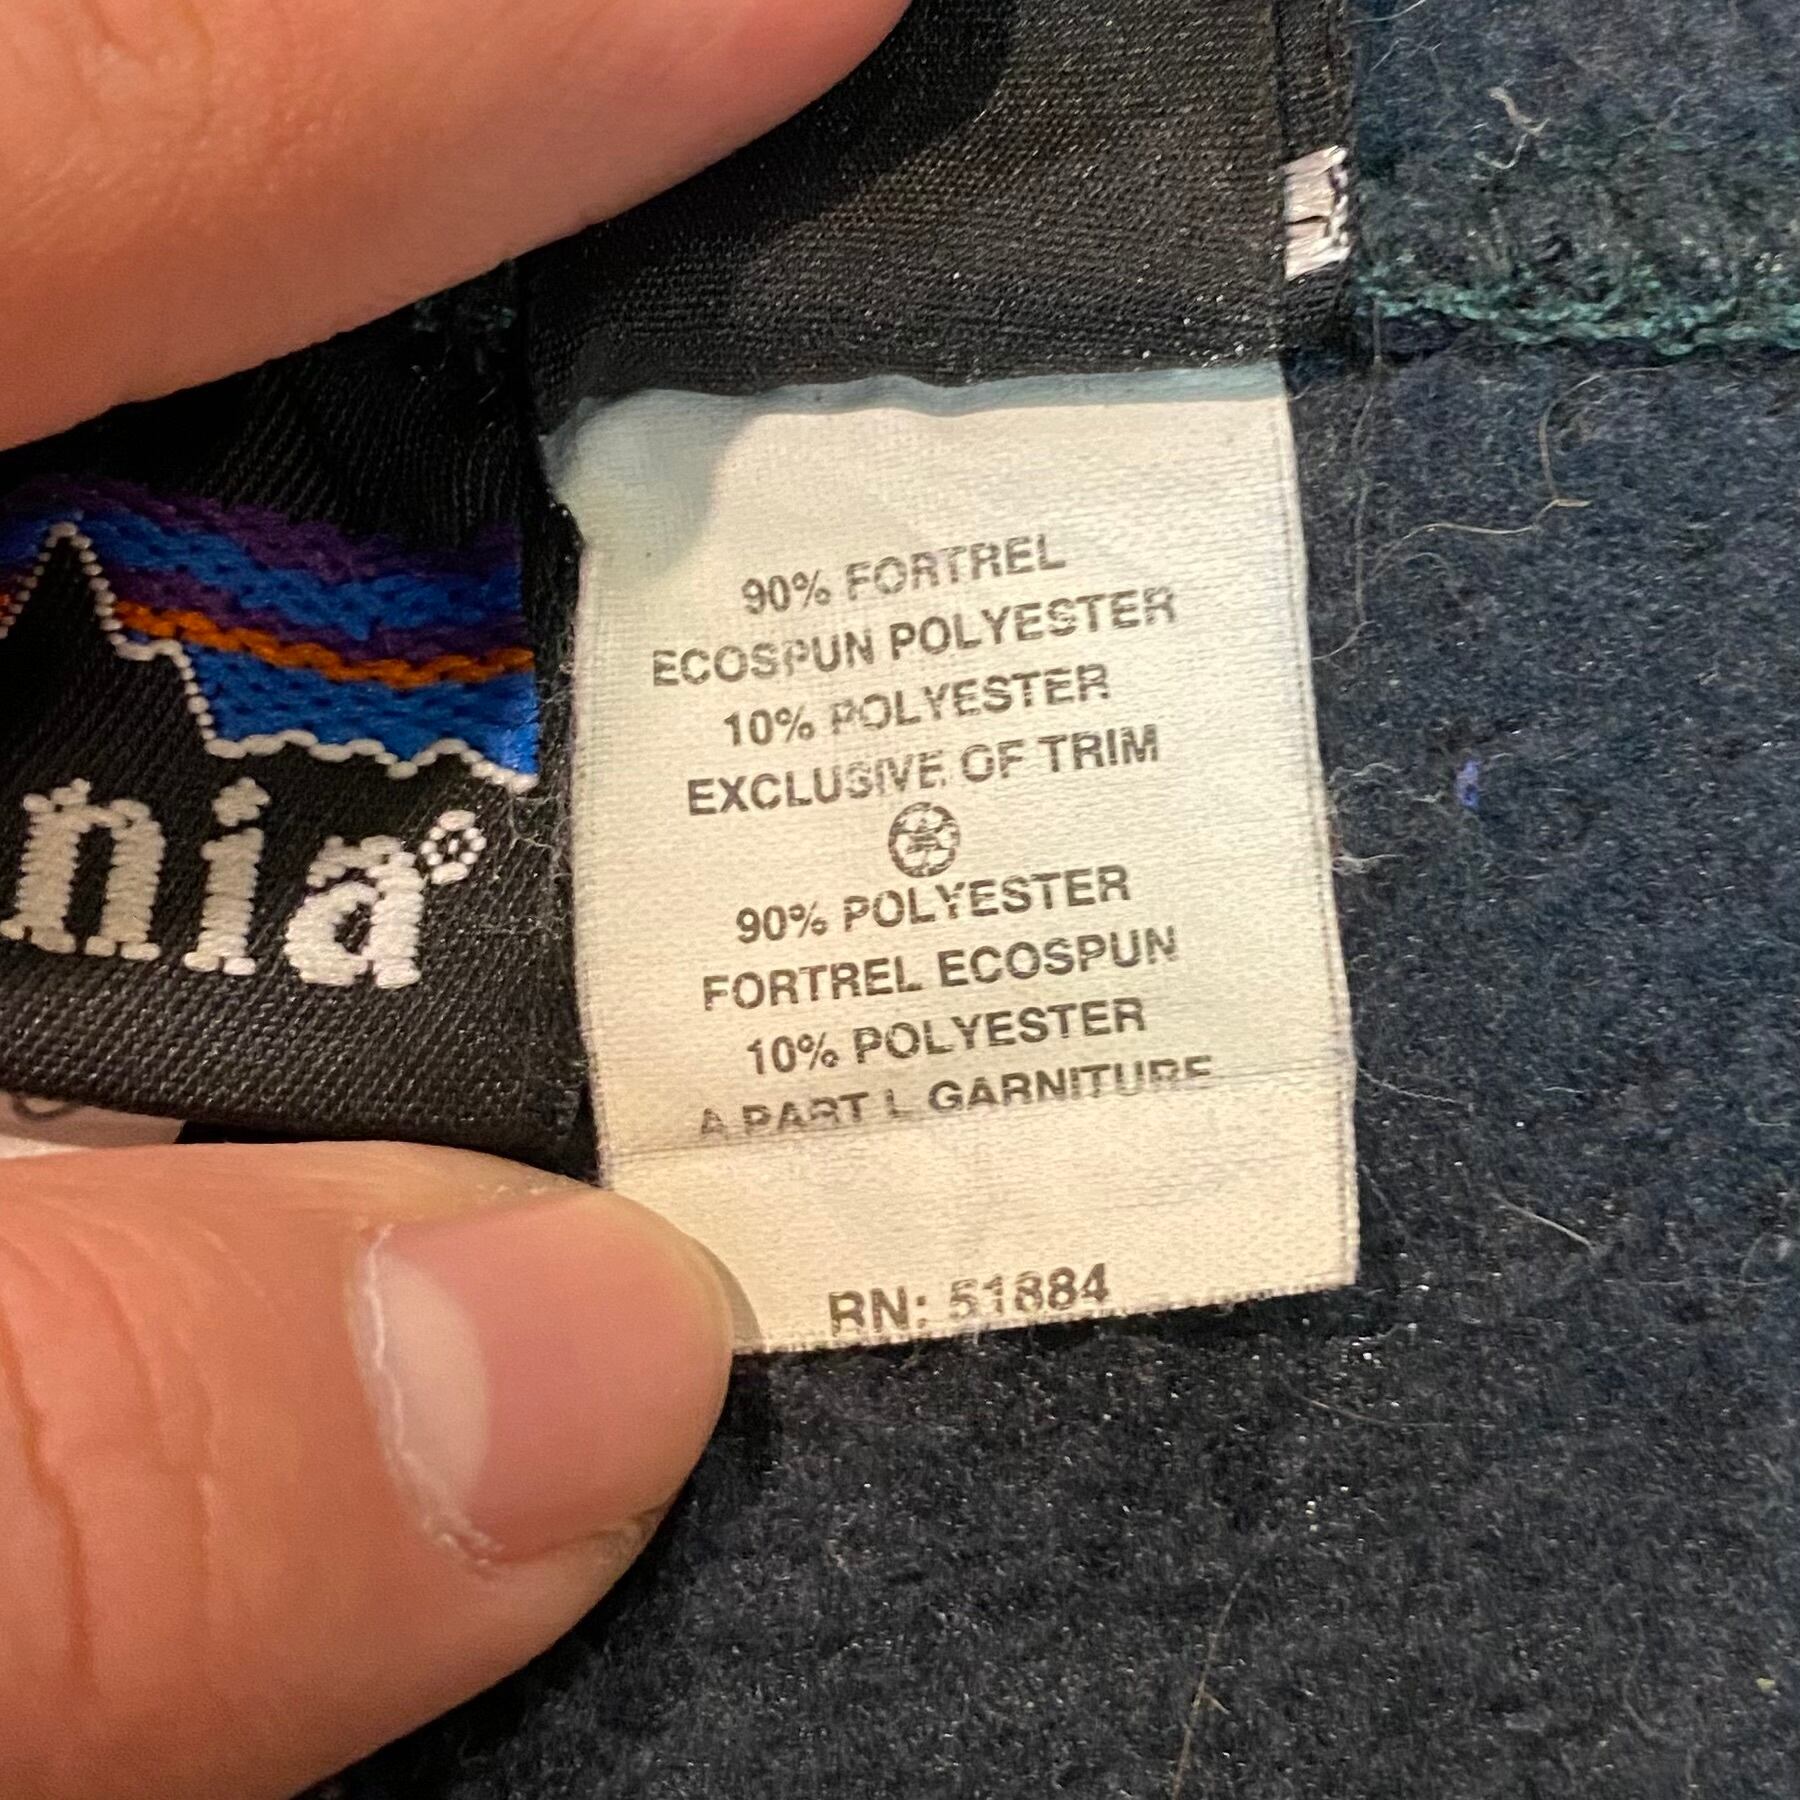 nia®
90% FORTREL
ECOSPUN POLYESTER
10% POLYESTER
EXCLUSIVE OF TRIM
90% POLYESTER
FORTREL ECOSPUN
10% POLYESTER
A PART L GARNITURE
RN: 51884